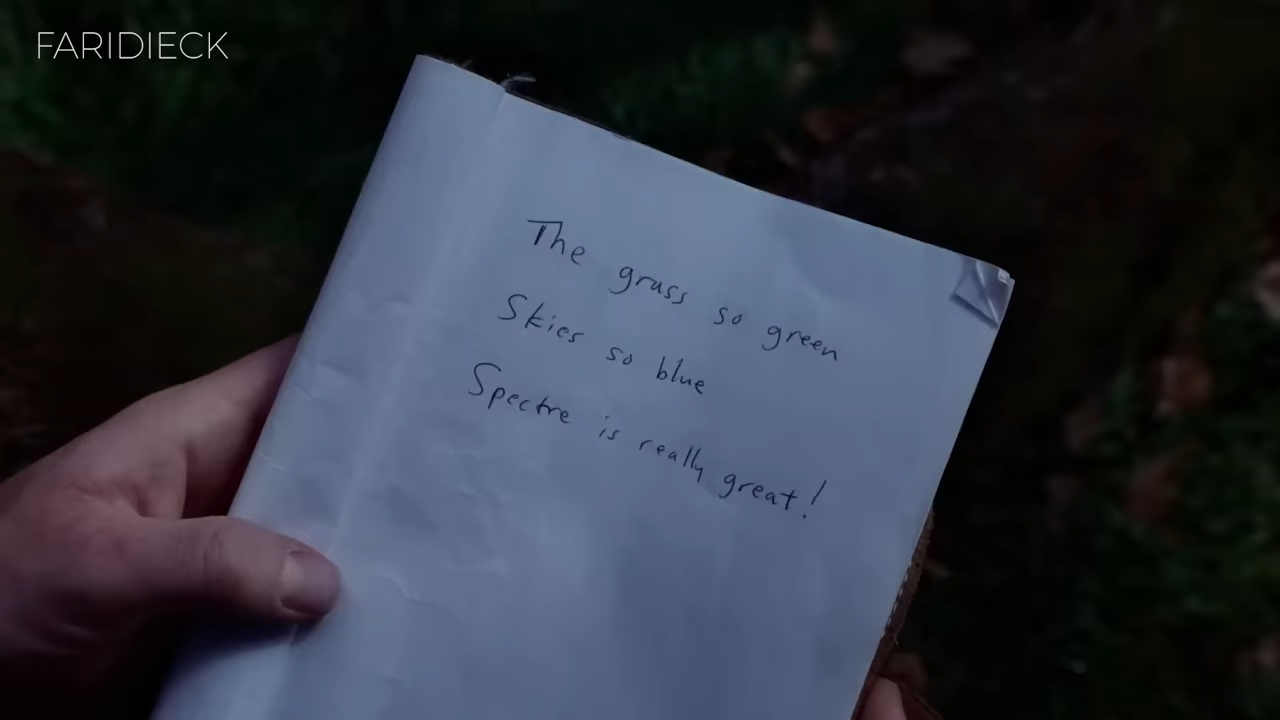 FARIDIECK
The grass so green
Skies so blue
Spectre is really great!